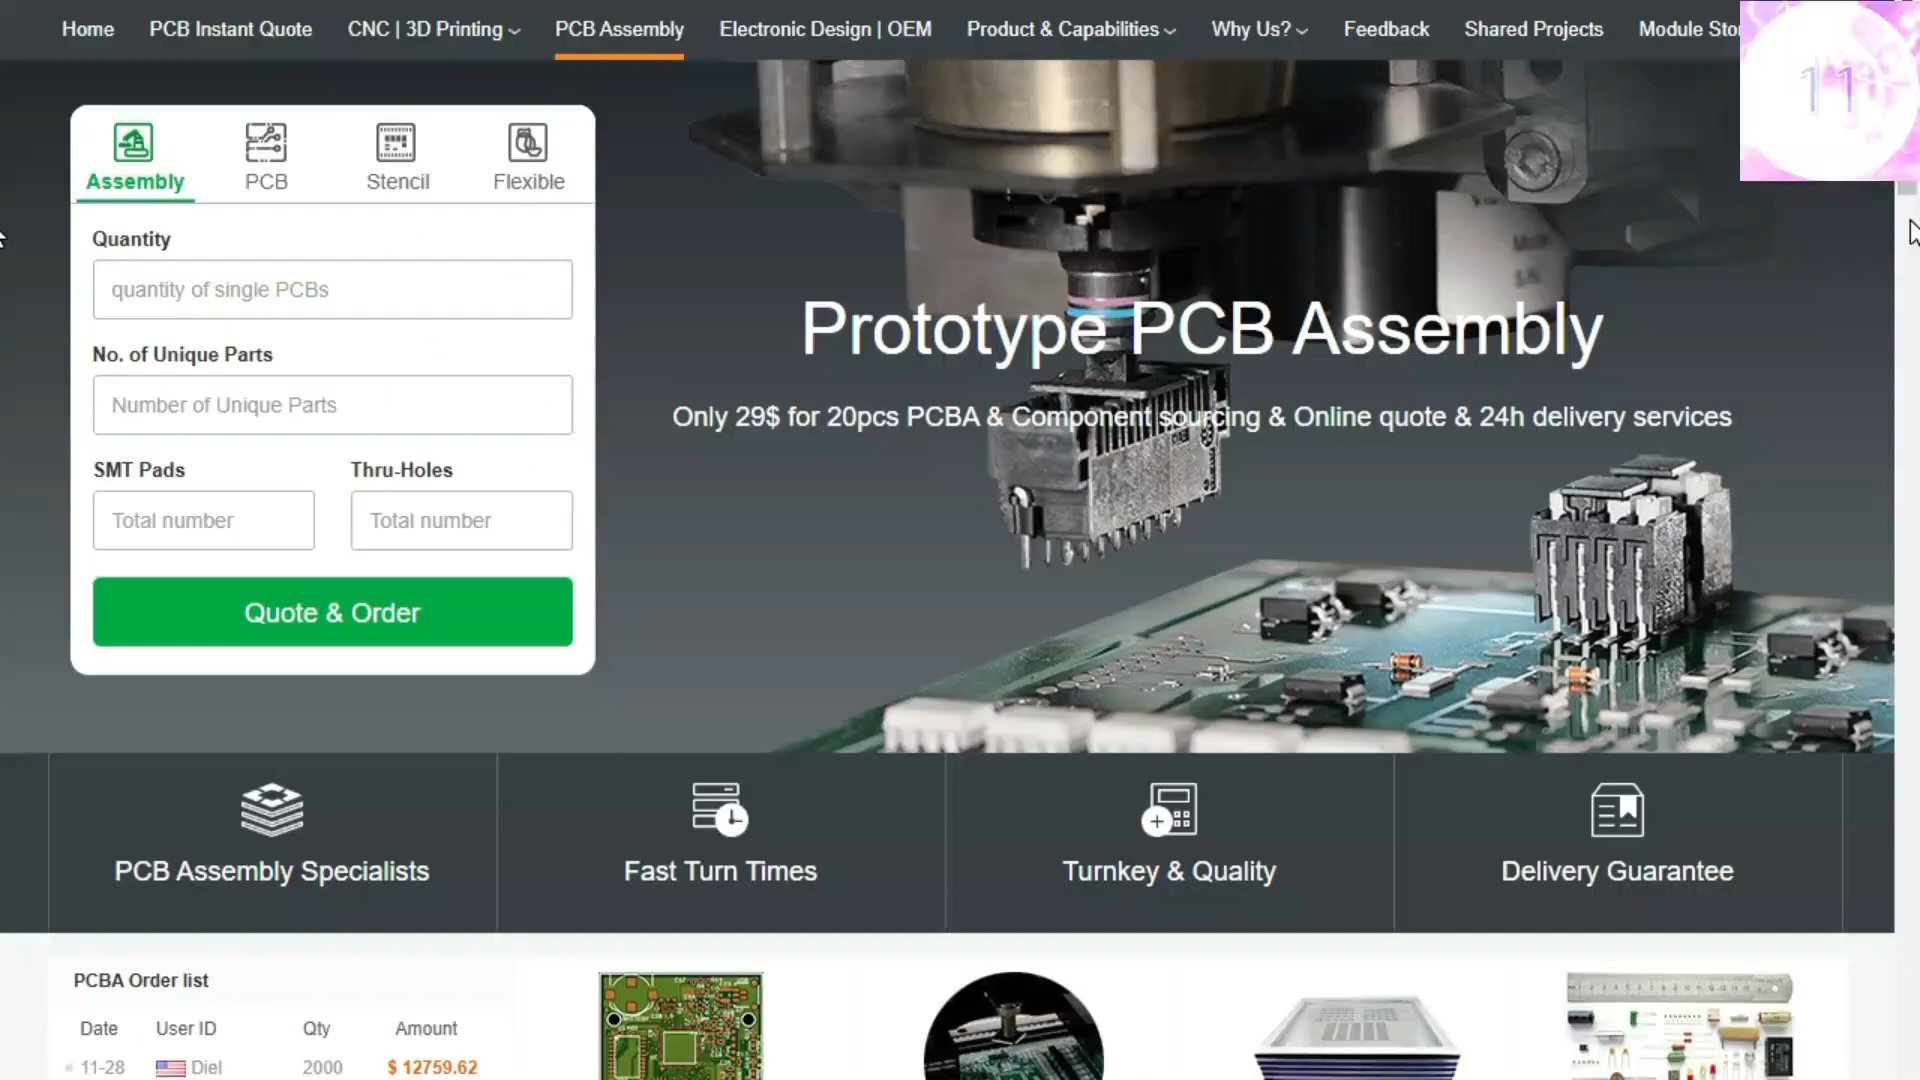 Home PCB Instant Quote CNC | 3D Printing PCB Assembly Electronic Design | OEM Product & Capabilities Why Us? Feedback Shared Projects Module Sto
11
Assembly PCB Stencil Flexible
Quantity
quantity of single PCBs
No. of Unique Parts
Number of Unique Parts
SMT Pads Thru-Holes
Total number Total number
Quote & Order
Prototype PCB Assembly
Only 29$ for 20pcs PCBA & Component sourcing & Online quote & 24h delivery services
PCB Assembly Specialists Fast Turn Times Turnkey & Quality Delivery Guarantee
PCBA Order list
Date User ID Qty Amount
11-28 Diel 2000 $ 12759.62